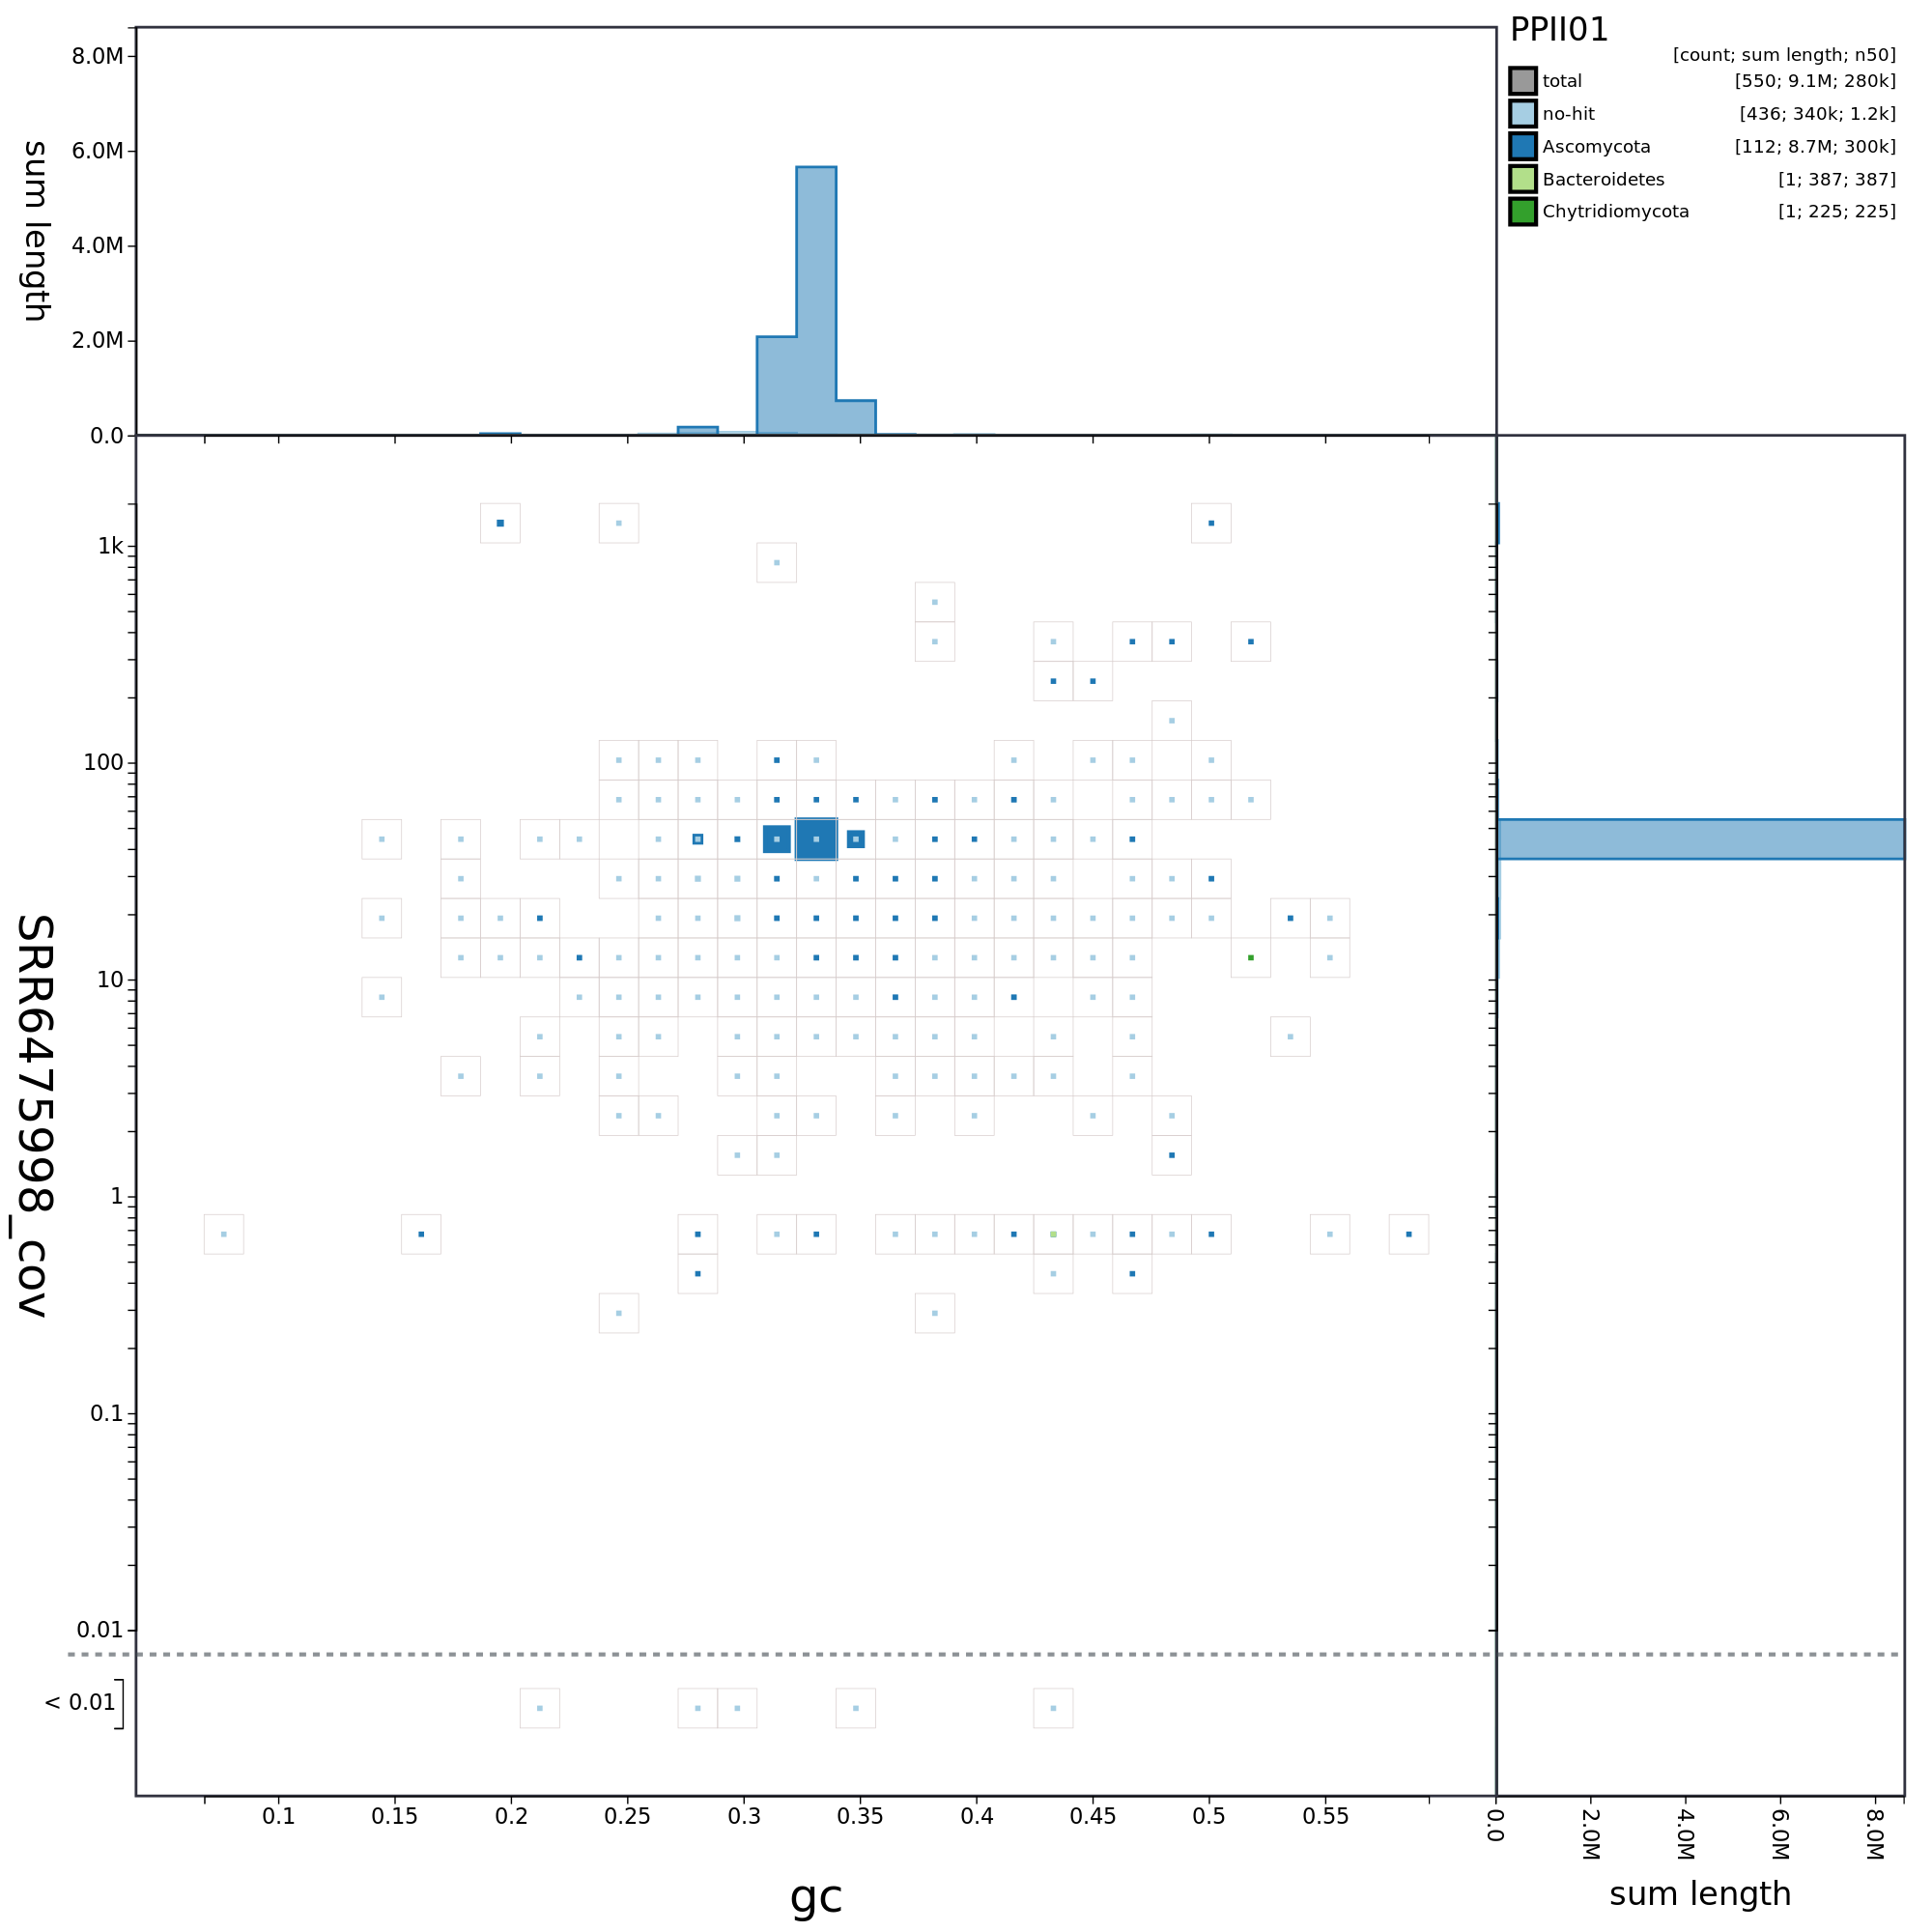 PPII01
[count; sum length; n50]
total [550; 9.1M; 280k]
no-hit [436; 340k; 1.2k]
Ascomycota [112; 8.7M; 300k]
Bacteroidetes [1; 387; 387]
Chytridiomycota [1; 225; 225]
sum length
8.0M
6.0M
4.0M
2.0M
0.0
SRR6475998_cov
1k
100
10
1
0.1
0.01
< 0.01
0.1 0.15 0.2 0.25 0.3 0.35 0.4 0.45 0.5 0.55
gc
0.0 2.0M 4.0M 6.0M 8.0M
sum length